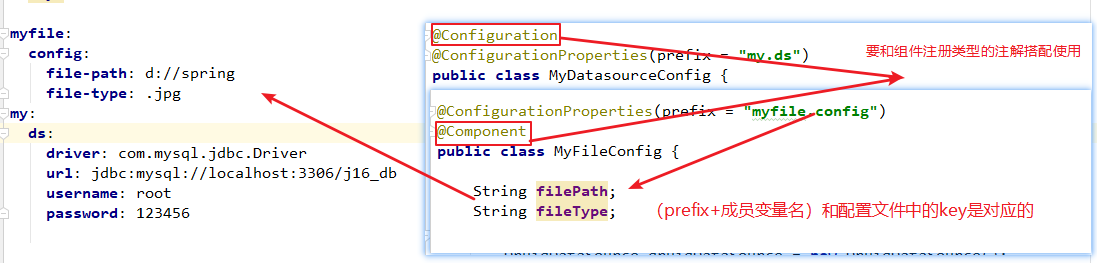 myfile:
config:
file-path: d://spring
file-type: .jpg
my:
ds:
driver: com.mysql.jdbc.Driver
url: jdbc:mysql://localhost:3306/j16_db
username: root
password: 123456
@Configuration
@ConfigurationProperties(prefix = "my.ds")
public class MyDatasourceConfig {
要和组件注册类型的注解搭配使用
@ConfigurationProperties(prefix = "myfile.config")
@Component
public class MyFileConfig {
String filePath;
String fileType;
（prefix+成员变量名）和配置文件中的key是对应的